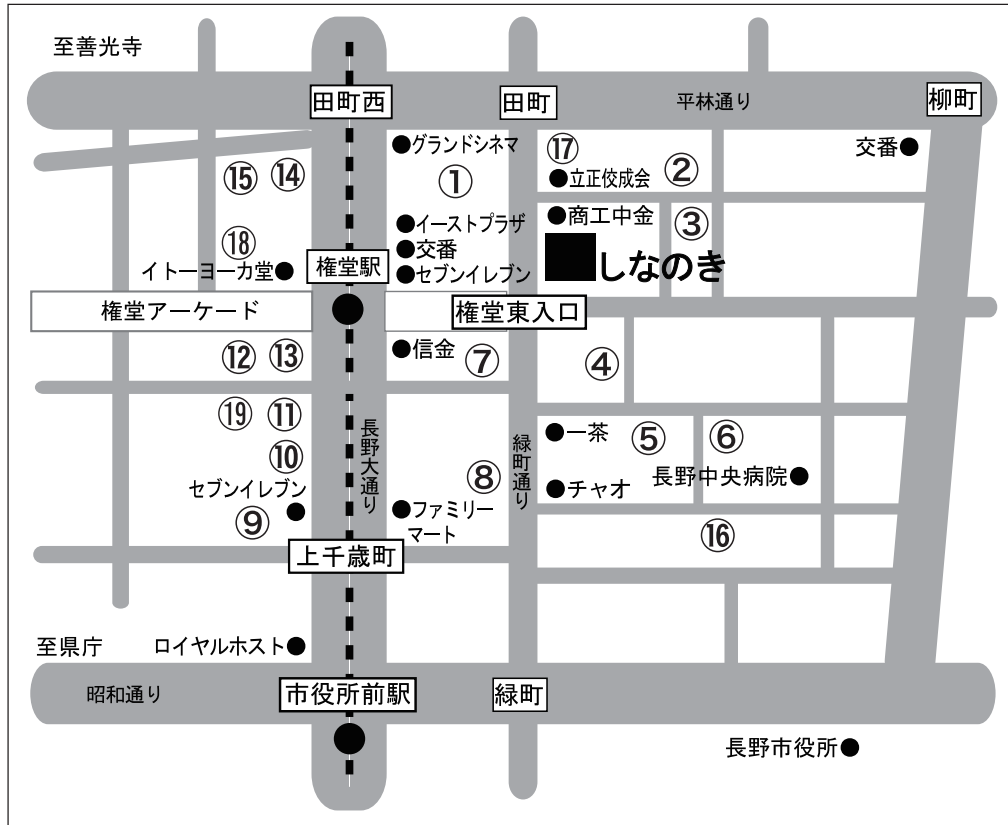 至善光寺
田町西
田町
平林通り
柳町
●グランドシネマ
⑰
交番●
⑮
⑭
①
●立正佼成会
②
●イーストプラザ
●商工中金
③
⑱
●交番
イトーヨーカ堂●
権堂駅
●セブンイレブン
しなのき
権堂アーケード
権堂東入口
⑫
⑬
●信金
⑦
④
⑲
⑪
長野大通り
緑町通り
●一茶
⑤
⑥
⑩
⑧
長野中央病院●
セブンイレブン
●チャオ
⑨
●ファミリー
マート
⑯
上千歳町
至県庁
ロイヤルホスト●
昭和通り
市役所前駅
緑町
長野市役所●